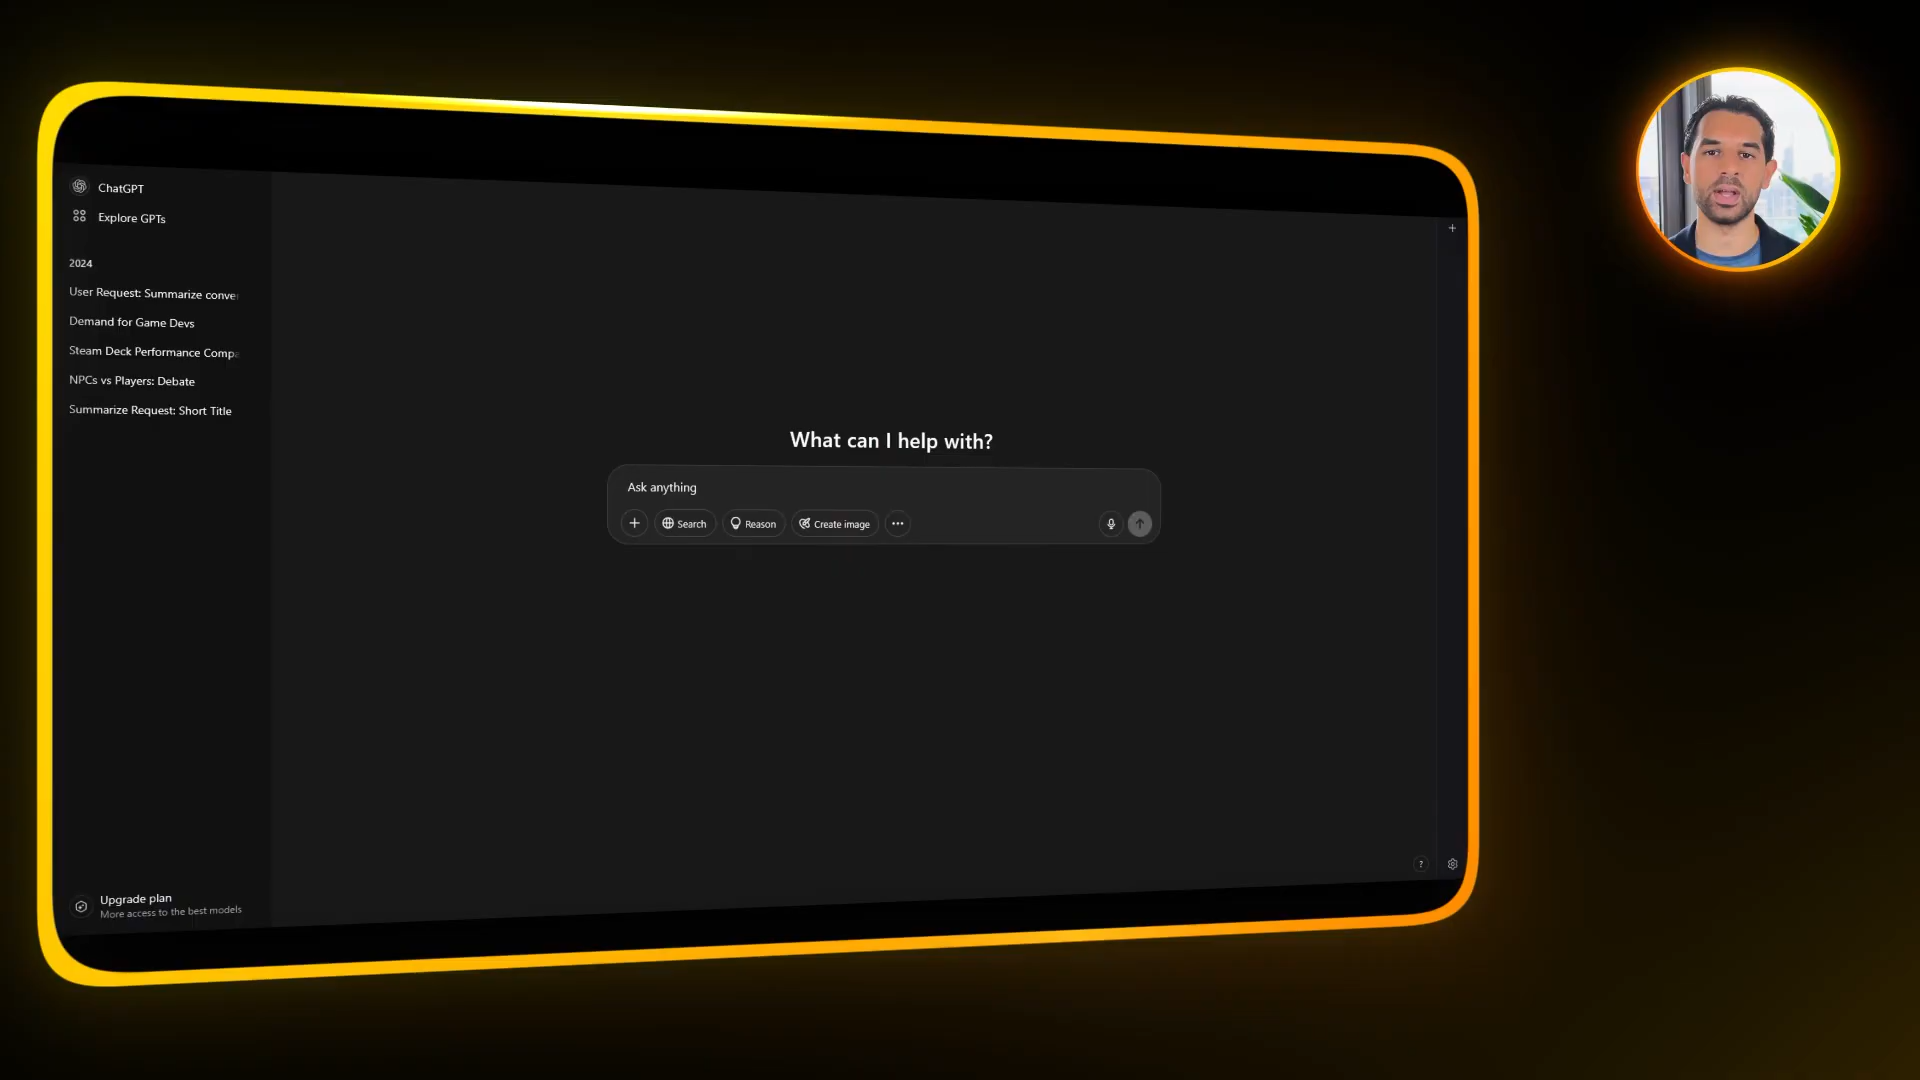 ChatGPT
Explore GPTs
2024
User Request: Summarize conve
Demand for Game Devs
Steam Deck Performance Comp
NPCs vs Players: Debate
Summarize Request: Short Title
What can I help with?
Ask anything
Search
Reason
Create image
Upgrade plan
More access to the best models